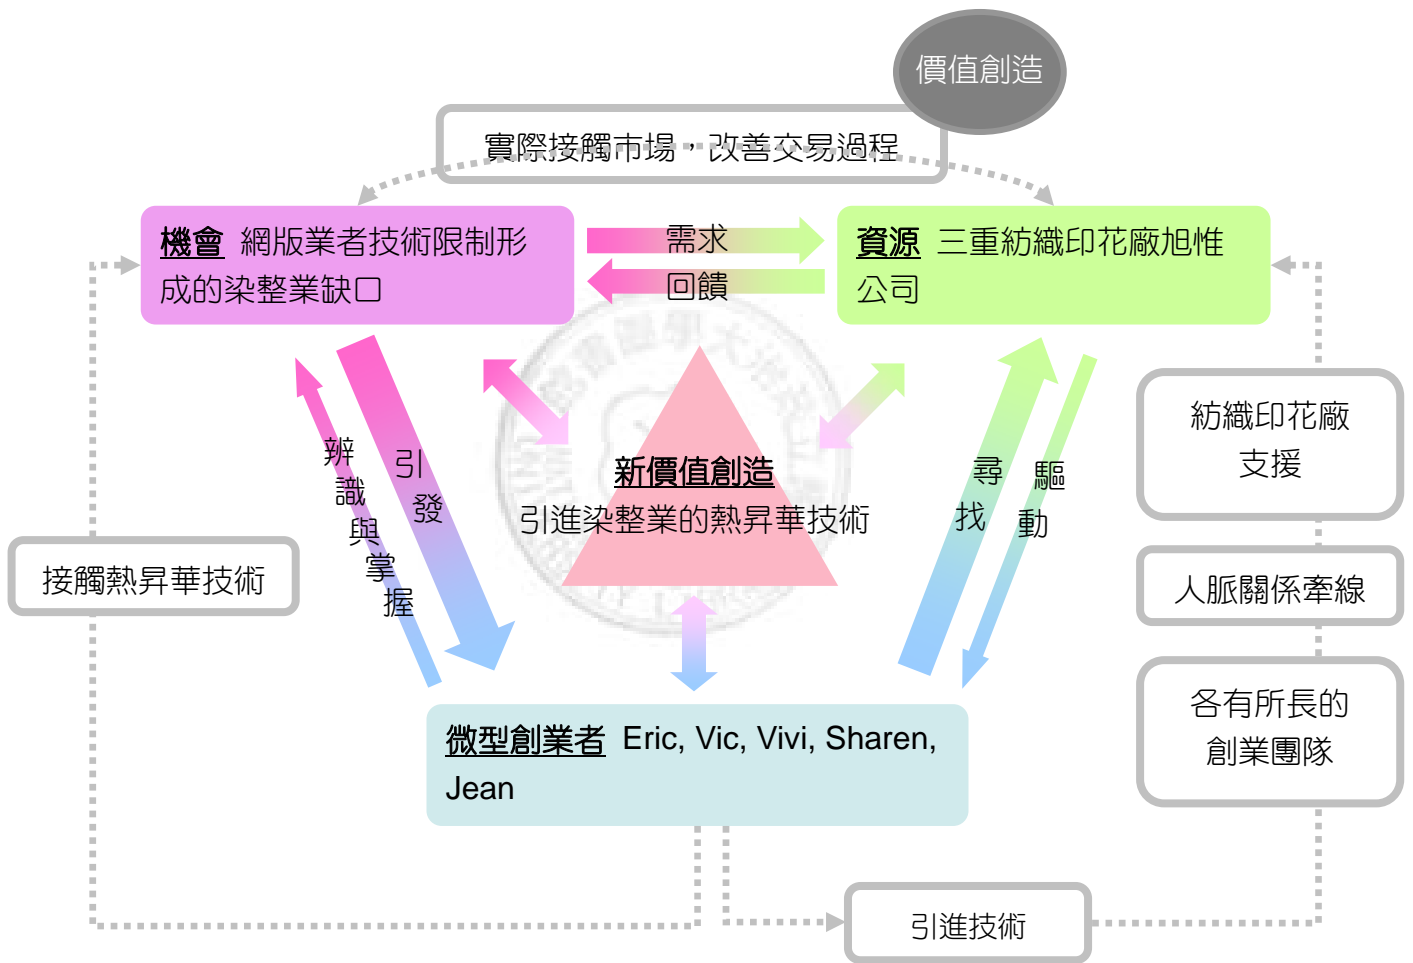 價值創造
實際接觸市場，改善交易過程
機會 網版業者技術限制形
成的染整業缺口
需求
回饋
資源 三重紡織印花廠旭惟
公司
辨識與掌握
引發
新價值創造
引進染整業的熱昇華技術
尋找
驅動
紡織印花廠
支援
接觸熱昇華技術
人脈關係牽線
微型創業者 Eric, Vic, Vivi, Sharen,
Jean
各有所長的
創業團隊
引進技術